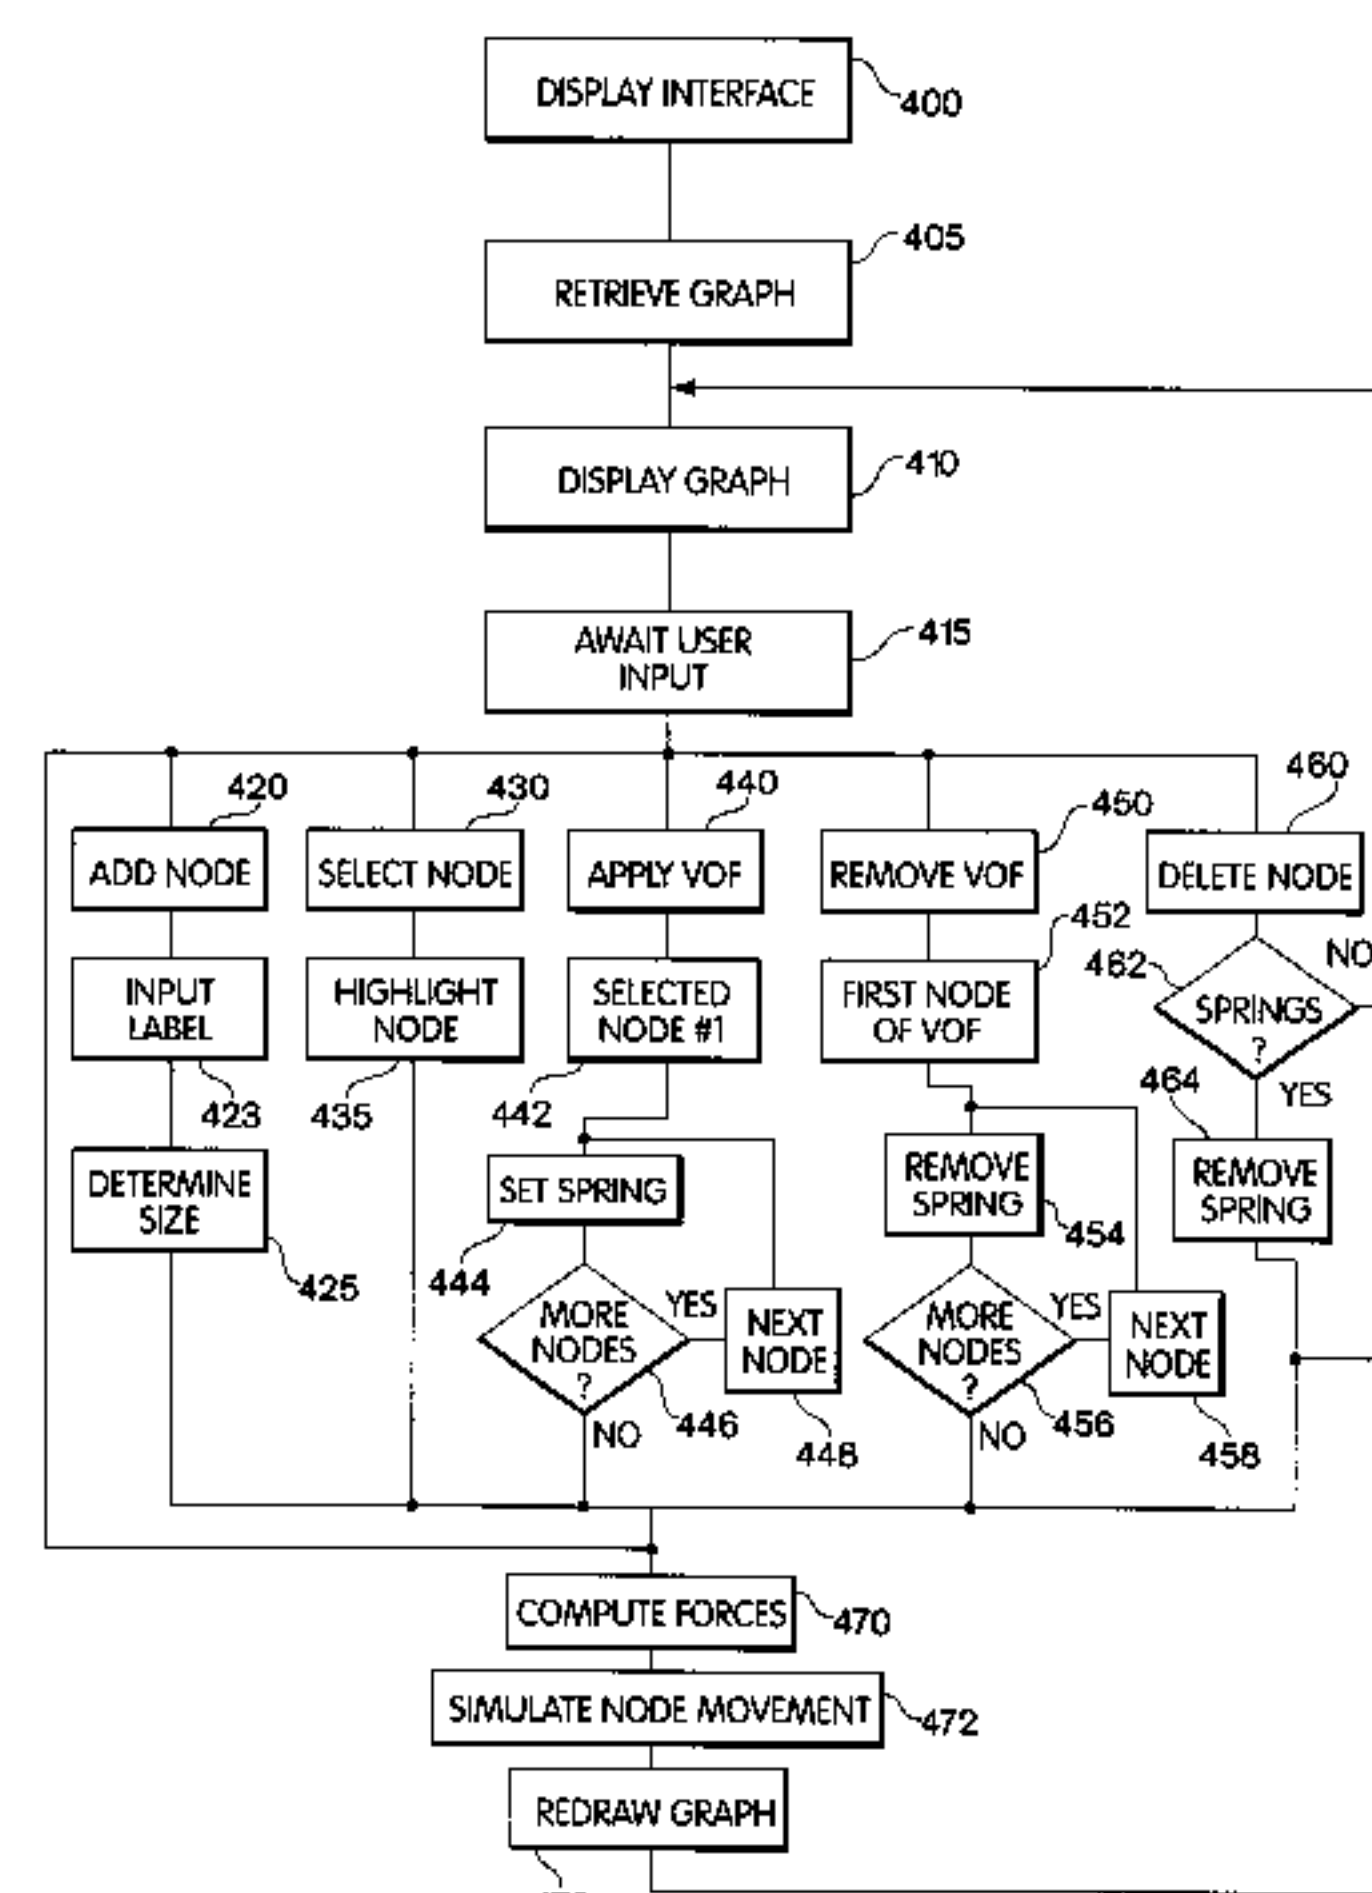 DISPLAY INTERFACE
400
RETRIEVE GRAPH
405
DISPLAY GRAPH
410
AWAIT USER
INPUT
415
420
ADD NODE
INPUT
LABEL
423
DETERMINE
SIZE
425
430
SELECT NODE
HIGHLIGHT
NODE
435
440
APPLY VOF
SELECTED
NODE #1
442
SET SPRING
444
MORE
NODES
?
446
YES
NO
NEXT
NODE
448
450
REMOVE VOF
452
FIRST NODE
OF VOF
REMOVE
SPRING
454
MORE
NODES
?
456
YES
NO
NEXT
NODE
458
460
DELETE NODE
462
SPRINGS
?
NO
YES
464
REMOVE
SPRING
COMPUTE FORCES
470
SIMULATE NODE MOVEMENT
472
REDRAW GRAPH